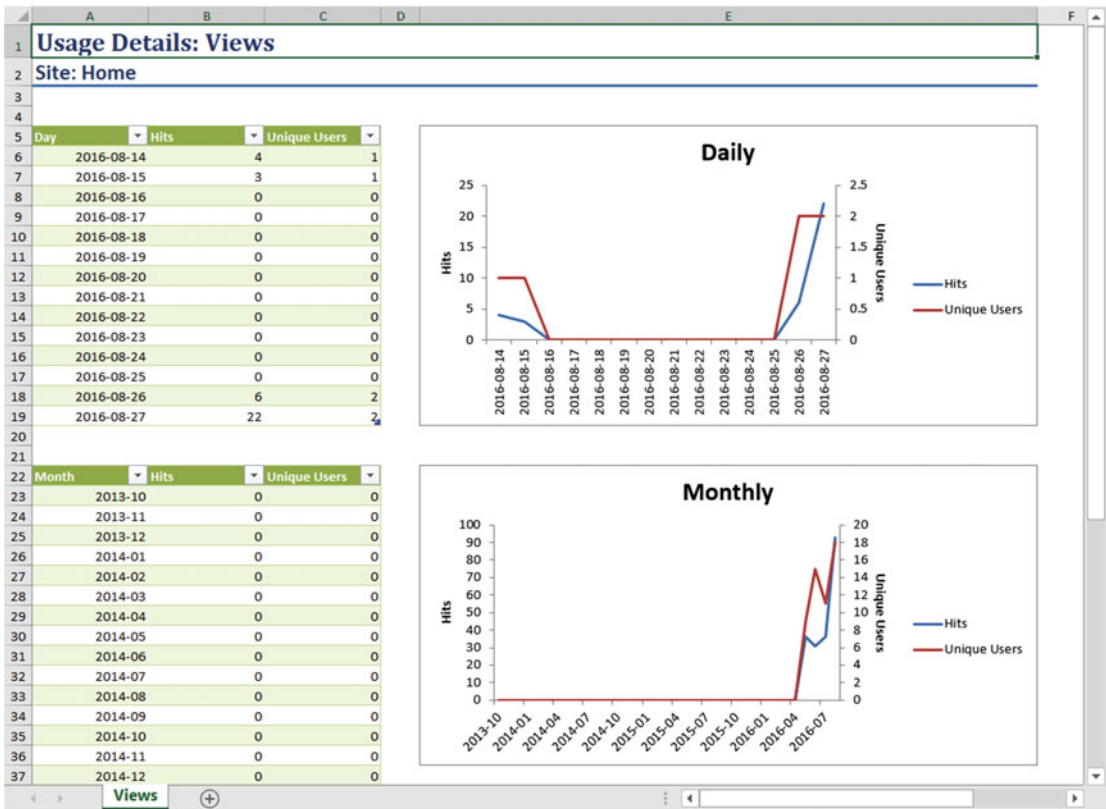 A B C D E F
1 Usage Details: Views
2 Site: Home
3
4
5 Day Hits Unique Users
6 2016-08-14 4 1
7 2016-08-15 3 1
8 2016-08-16 0 0
9 2016-08-17 0 0
10 2016-08-18 0 0
11 2016-08-19 0 0
12 2016-08-20 0 0
13 2016-08-21 0 0
14 2016-08-22 0 0
15 2016-08-23 0 0
16 2016-08-24 0 0
17 2016-08-25 0 0
18 2016-08-26 6 2
19 2016-08-27 22 2
20
21
Daily
25 2.5
20 2
15 1.5
10 1
5 0.5
0 0
Hits
Unique Users
Hits
Unique Users
2016-08-14 2016-08-15 2016-08-16 2016-08-17 2016-08-18 2016-08-19 2016-08-20 2016-08-21 2016-08-22 2016-08-23 2016-08-24 2016-08-25 2016-08-26 2016-08-27
22 Month Hits Unique Users
23 2013-10 0 0
24 2013-11 0 0
25 2013-12 0 0
26 2014-01 0 0
27 2014-02 0 0
28 2014-03 0 0
29 2014-04 0 0
30 2014-05 0 0
31 2014-06 0 0
32 2014-07 0 0
33 2014-08 0 0
34 2014-09 0 0
35 2014-10 0 0
36 2014-11 0 0
37 2014-12 0 0
Monthly
100 20
90 18
80 16
70 14
60 12
50 10
40 8
30 6
20 4
10 2
0 0
Hits
Unique Users
Hits
Unique Users
2013-10 2014-01 2014-04 2014-07 2014-10 2015-01 2015-04 2015-07 2015-10 2016-01 2016-04 2016-07
Views